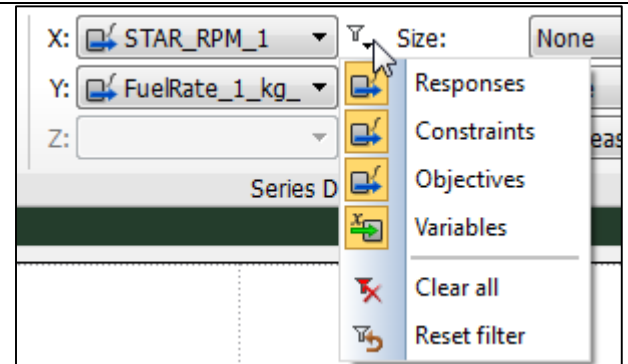 X: STAR_RPM_1 Size: None
Y: FuelRate_1_kg_
Z:
Series D
Responses
Constraints
Objectives
Variables
Clear all
Reset filter